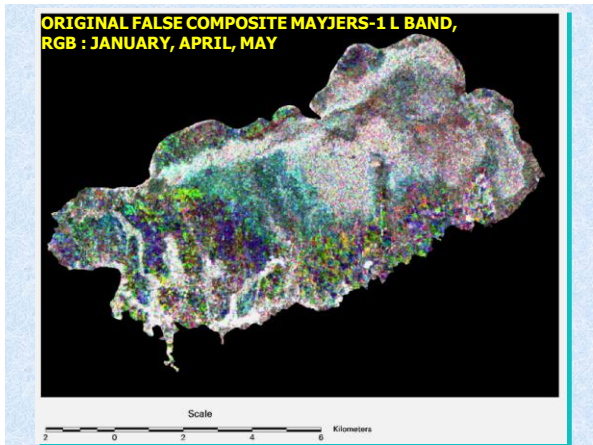 ORIGINAL FALSE COMPOSITE MAYJERS-1 L BAND,
RGB : JANUARY, APRIL, MAY
Scale
Kilometers
2 0 2 4 6